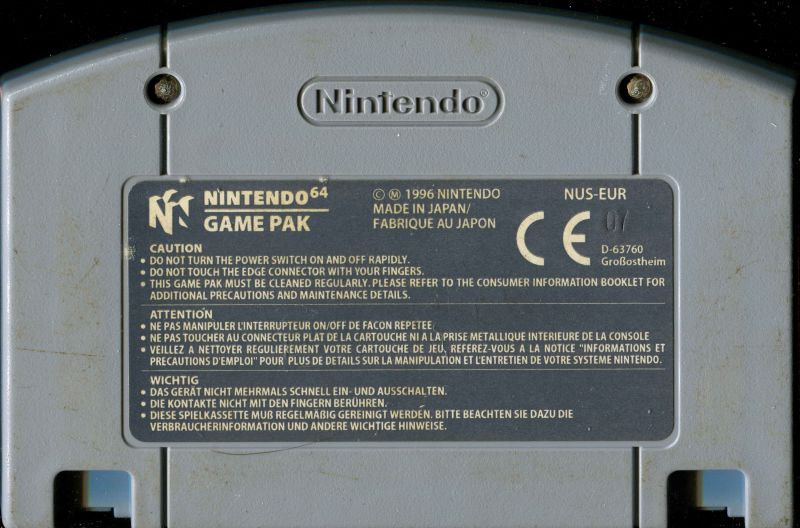 Nintendo®
NINTENDO 64
GAME PAK
© Ⓜ 1996 NINTENDO
MADE IN JAPAN/
FABRIQUE AU JAPON
NUS-EUR
CE 07
D-63760
Großostheim
CAUTION
• DO NOT TURN THE POWER SWITCH ON AND OFF RAPIDLY.
• DO NOT TOUCH THE EDGE CONNECTOR WITH YOUR FINGERS.
• THIS GAME PAK MUST BE CLEANED REGULARLY. PLEASE REFER TO THE CONSUMER INFORMATION BOOKLET FOR
ADDITIONAL PRECAUTIONS AND MAINTENANCE DETAILS.
ATTENTION
• NE PAS MANIPULER L'INTERRUPTEUR ON/OFF DE FACON REPETEE
• NE PAS TOUCHER AU CONNECTEUR PLAT DE LA CARTOUCHE NI A LA PRISE METALLIQUE INTERIEURE DE LA CONSOLE
• VEILLEZ A NETTOYER REGULIEREMENT VOTRE CARTOUCHE DE JEU, REFEREZ-VOUS A LA NOTICE "INFORMATIONS ET
PRECAUTIONS D'EMPLOI" POUR PLUS DE DETAILS SUR LA MANIPULATION ET L'ENTRETIEN DE VOTRE SYSTEME NINTENDO.
WICHTIG
• DAS GERÄT NICHT MEHRMALS SCHNELL EIN- UND AUSSCHALTEN.
• DIE KONTAKTE NICHT MIT DEN FINGERN BERÜHREN.
• DIESE SPIELKASSETTE MUß REGELMÄßIG GEREINIGT WERDEN. BITTE BEACHTEN SIE DAZU DIE
VERBRAUCHERINFORMATION UND ANDERE WICHTIGE HINWEISE.